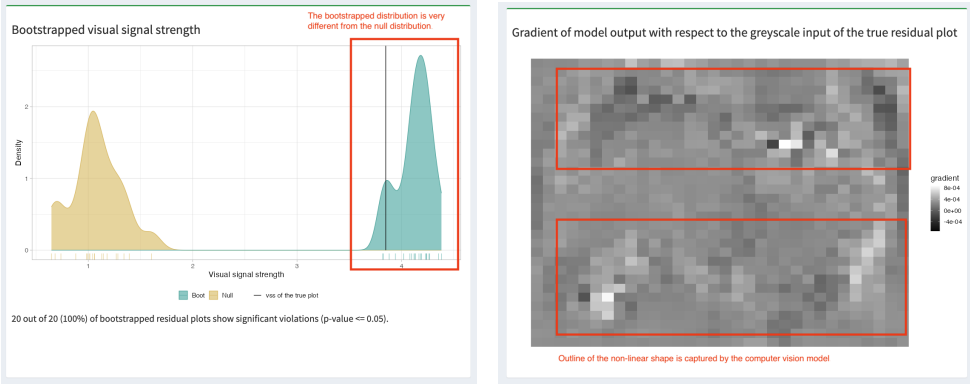 The bootstrapped distribution is very
different from the null distribution.
Bootstrapped visual signal strength
2
1
0
Density
1
2
3
4
Visual signal strength
Boot
Null
vss of the true plot
20 out of 20 (100%) of bootstrapped residual plots show significant violations (p-value <= 0.05).
Gradient of model output with respect to the greyscale input of the true residual plot
gradient
8e-04
4e-04
0e+00
-4e-04
Outline of the non-linear shape is captured by the computer vision model